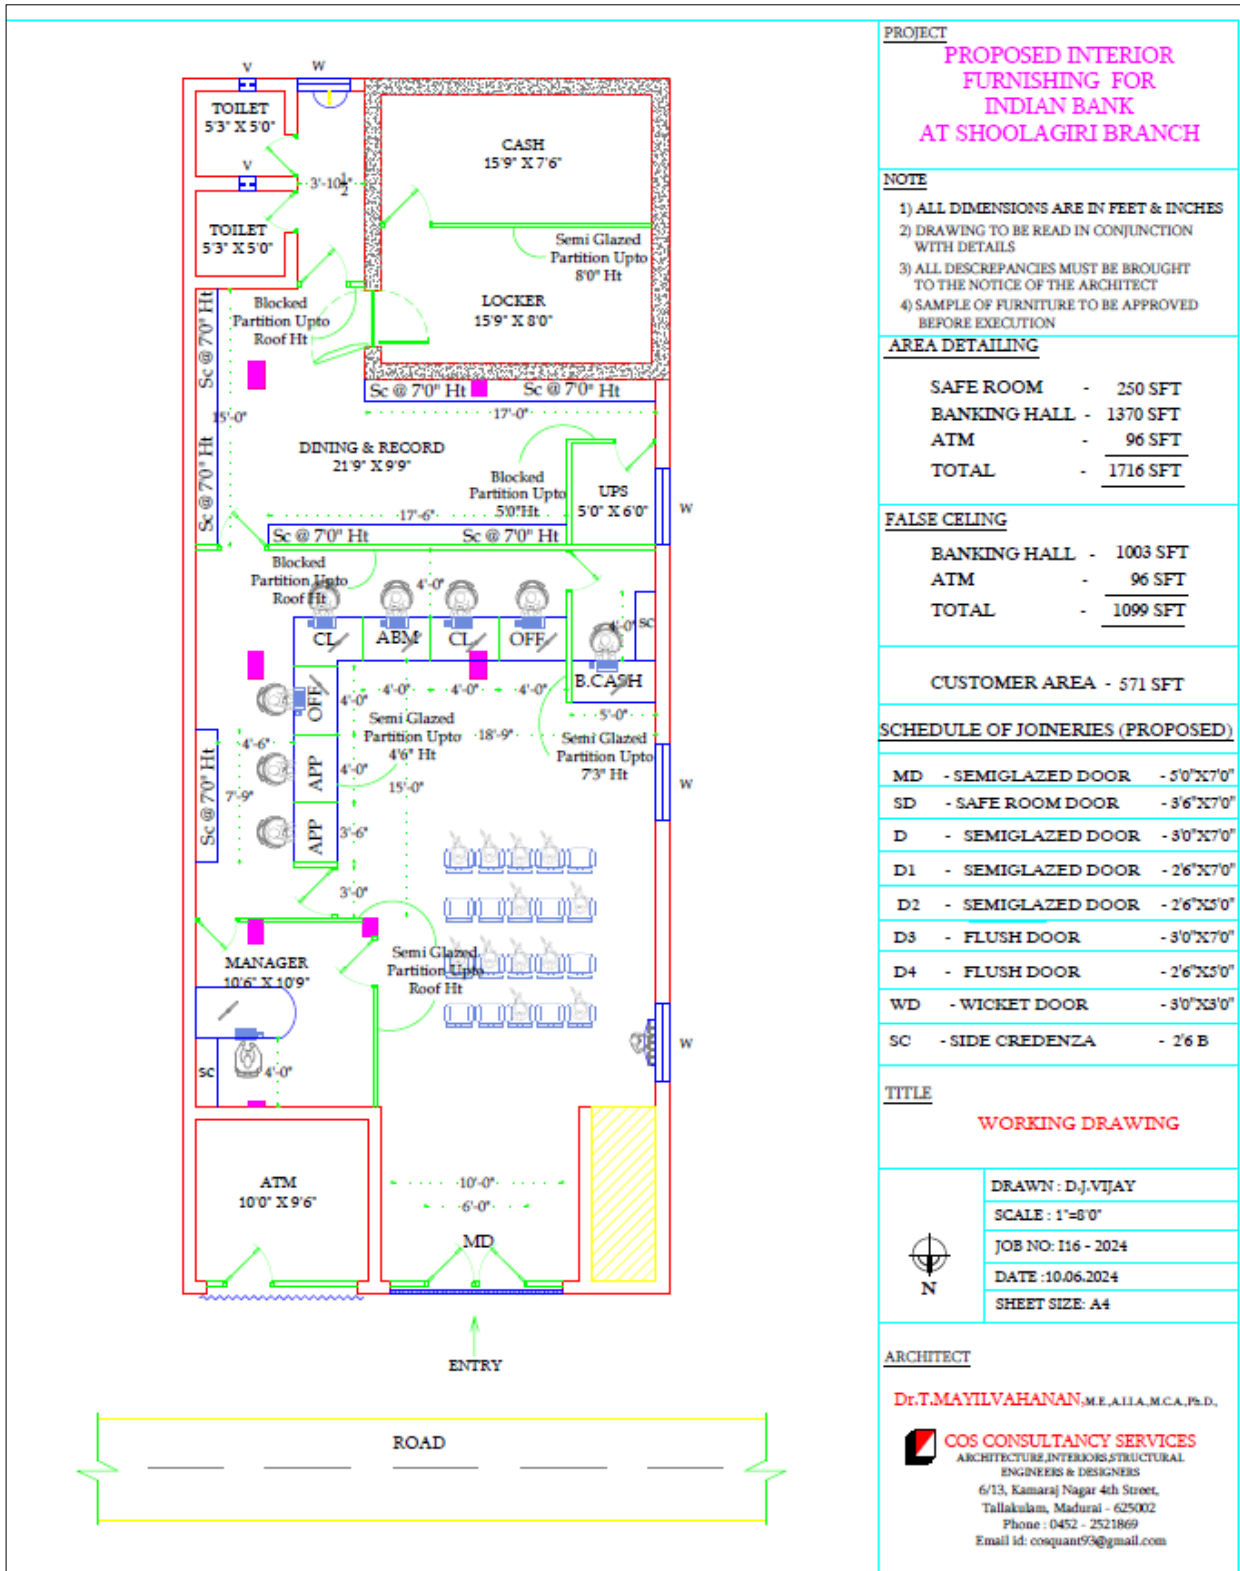 V
W
TOILET
5'3" X 5'0"
V
3'-10½"
TOILET
5'3" X 5'0"
CASH
15'9" X 7'6"
Semi Glazed
Partition Upto
8'0" Ht
Blocked
Partition Upto
Roof Ht
LOCKER
15'9" X 8'0"
Sc @ 7'0" Ht
15'-0"
Sc @ 7'0" Ht
Sc @ 7'0" Ht
Sc @ 7'0" Ht
17'-0"
DINING & RECORD
21'9" X 9'9"
Blocked
Partition Upto
5'0"Ht
UPS
5'0" X 6'0"
W
17'-6"
Sc @ 7'0" Ht
Sc @ 7'0" Ht
Blocked
Partition Upto
Roof Ht
4'-0"
CL
ABM
CL
OFF
4'-0"
SC
B.CASH
5'-0"
OFF
4'-0"
4'-0"
4'-0"
4'-0"
Semi Glazed
Partition Upto
4'6" Ht
18'-9"
Semi Glazed
Partition Upto
7'3" Ht
4'-6"
Sc @ 7'0" Ht
7'-9"
APP
4'-0"
15'-0"
W
APP
3'-6"
3'-0"
MANAGER
10'6" X 10'9"
Semi Glazed
Partition Upto
Roof Ht
SC
4'-0"
W
ATM
10'0" X 9'6"
10'-0"
6'-0"
MD
ENTRY
ROAD
PROJECT
PROPOSED INTERIOR
FURNISHING FOR
INDIAN BANK
AT SHOOLAGIRI BRANCH
NOTE
1) ALL DIMENSIONS ARE IN FEET & INCHES
2) DRAWING TO BE READ IN CONJUNCTION
WITH DETAILS
3) ALL DESCREPANCIES MUST BE BROUGHT
TO THE NOTICE OF THE ARCHITECT
4) SAMPLE OF FURNITURE TO BE APPROVED
BEFORE EXECUTION
AREA DETAILING
SAFE ROOM - 250 SFT
BANKING HALL - 1370 SFT
ATM - 96 SFT
TOTAL - 1716 SFT
FALSE CELING
BANKING HALL - 1003 SFT
ATM - 96 SFT
TOTAL - 1099 SFT
CUSTOMER AREA - 571 SFT
SCHEDULE OF JOINERIES (PROPOSED)
MD - SEMIGLAZED DOOR - 5'0"X7'0"
SD - SAFE ROOM DOOR - 3'6"X7'0"
D - SEMIGLAZED DOOR - 3'0"X7'0"
D1 - SEMIGLAZED DOOR - 2'6"X7'0"
D2 - SEMIGLAZED DOOR - 2'6"X5'0"
D3 - FLUSH DOOR - 3'0"X7'0"
D4 - FLUSH DOOR - 2'6"X5'0"
WD - WICKET DOOR - 3'0"X3'0"
SC - SIDE CREDENZA - 2'6 B
TITLE
WORKING DRAWING
N
DRAWN : D.J.VIJAY
SCALE : 1"=8'0"
JOB NO: I16 - 2024
DATE :10.06.2024
SHEET SIZE: A4
ARCHITECT
Dr.T.MAYILVAHANAN,M.E.,A.I.I.A.,M.C.A.,Ph.D.,
COS CONSULTANCY SERVICES
ARCHITECTURE,INTERIORS,STRUCTURAL
ENGINEERS & DESIGNERS
6/13, Kamaraj Nagar 4th Street,
Tallakulam, Madurai - 625002
Phone : 0452 - 2521869
Email id: cosquant93@gmail.com